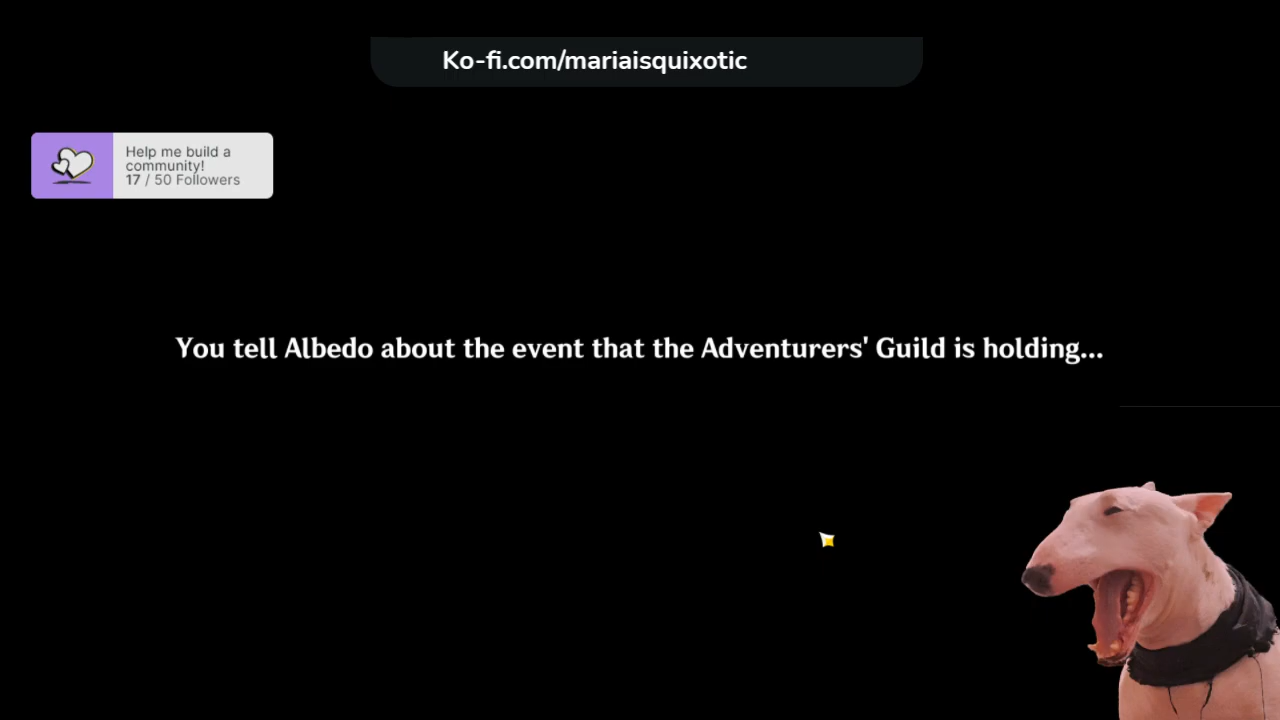 Ko-fi.com/mariaisquixotic
Help me build a
community!
17 / 50 Followers
You tell Albedo about the event that the Adventurers' Guild is holding...